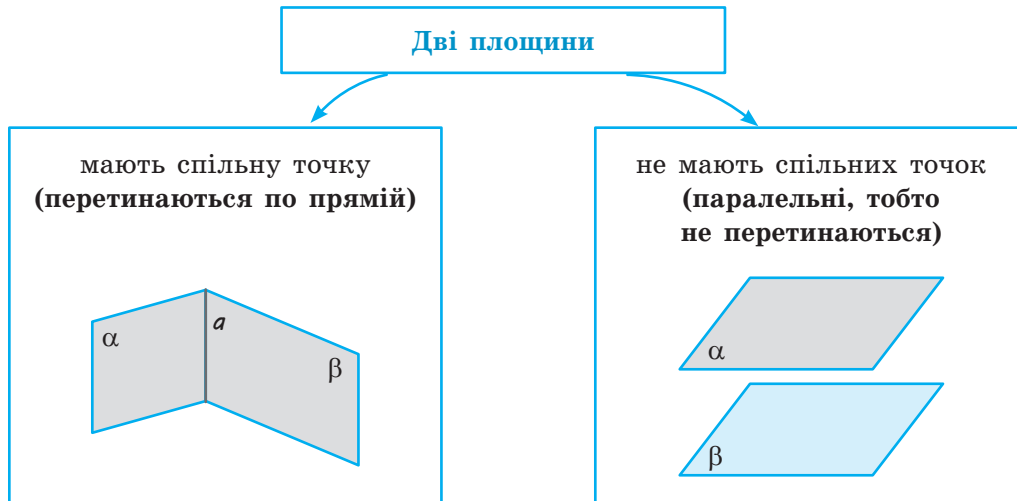 Дві площини
мають спільну точку
(перетинаються по прямій)
α
a
β
не мають спільних точок
(паралельні, тобто
не перетинаються)
α
β